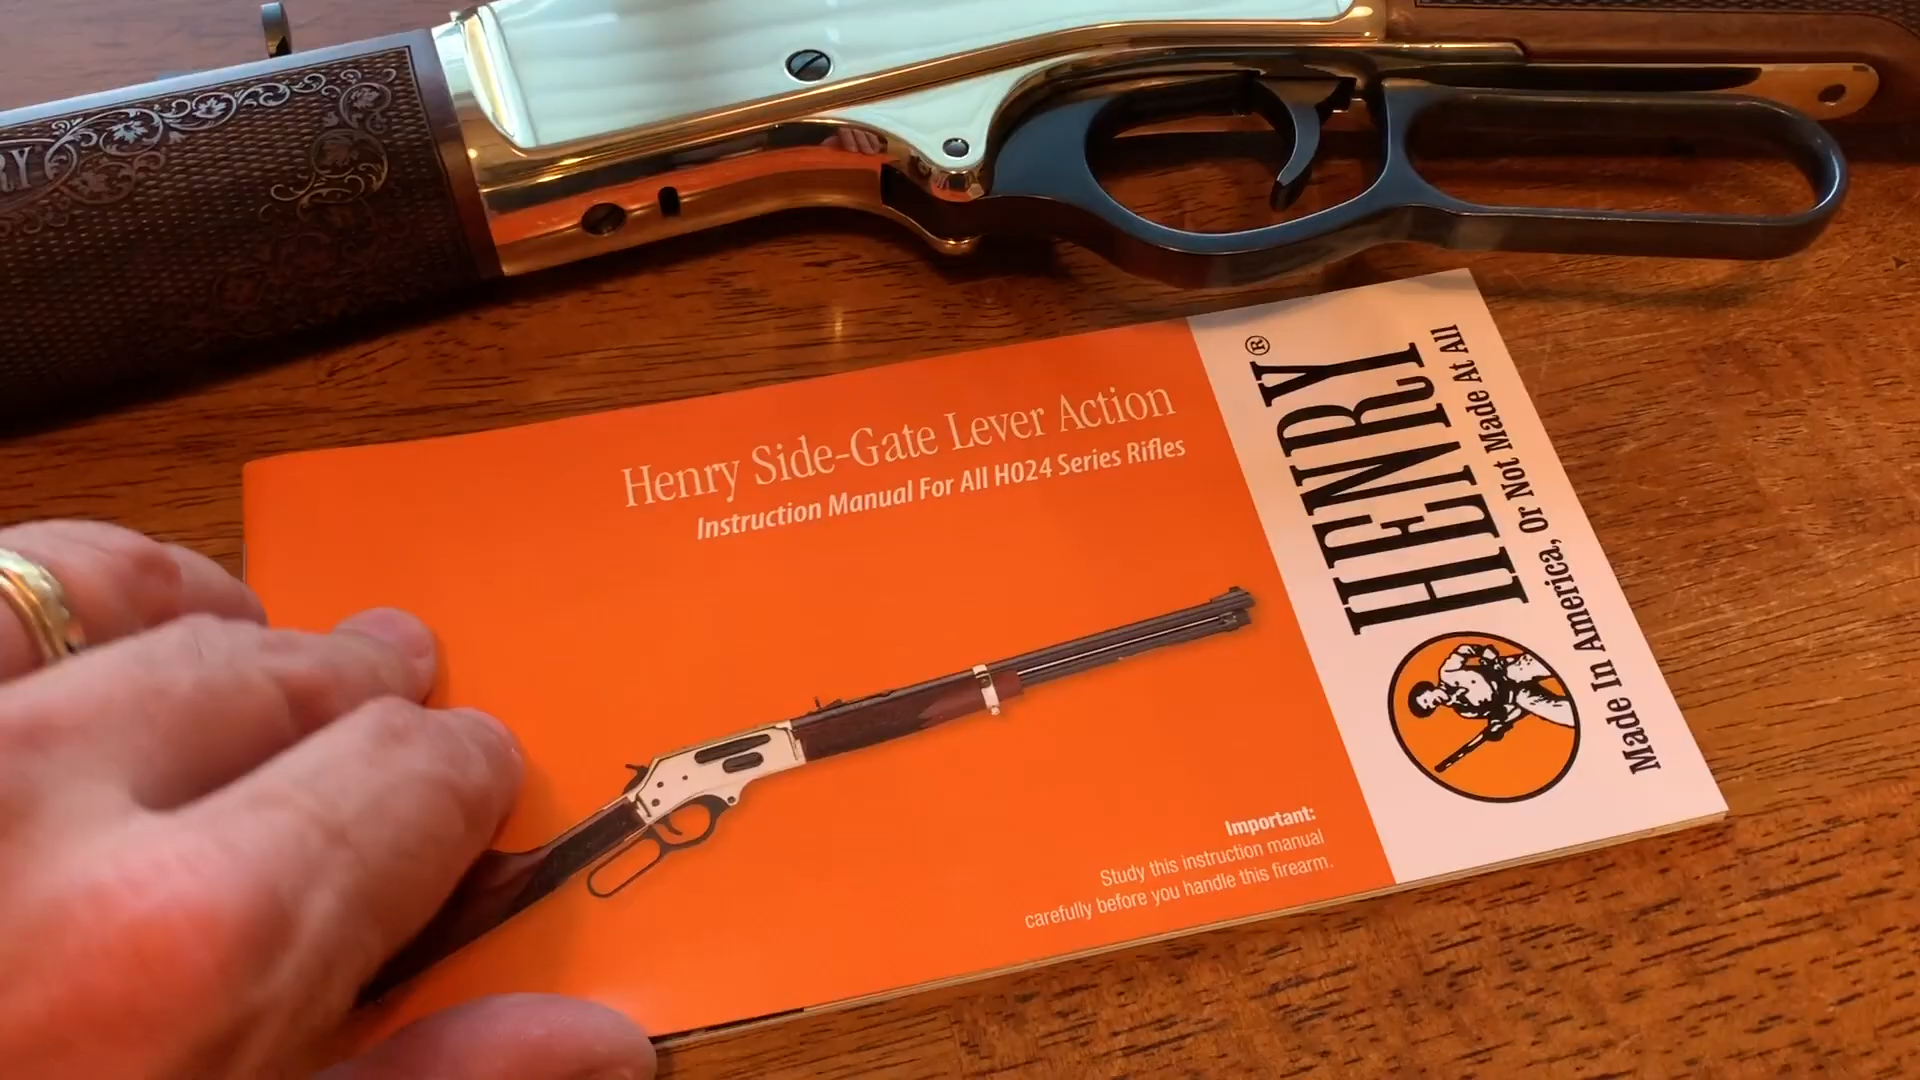 RY
Henry Side-Gate Lever Action
Instruction Manual For All H024 Series Rifles
Important:
Study this instruction manual
carefully before you handle this firearm.
HENRY®
Made In America, Or Not Made At All